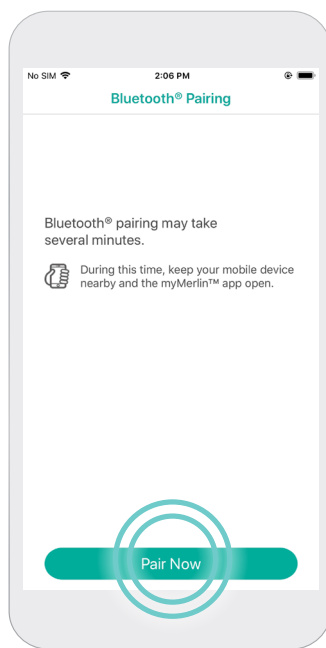 No SIM 2:06 PM
Bluetooth® Pairing
Bluetooth® pairing may take
several minutes.
During this time, keep your mobile device
nearby and the myMerlin™ app open.
Pair Now